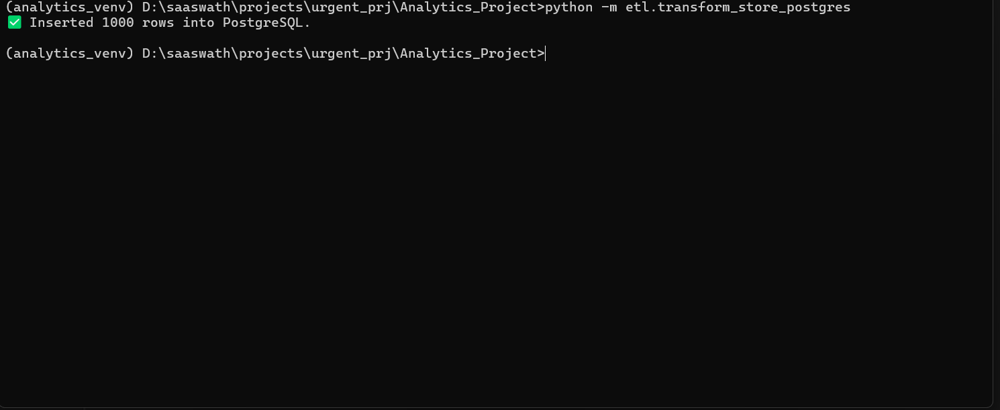 (analytics_venv) D:\saaswath\projects\urgent_prj\Analytics_Project>python -m etl.transform_store_postgres
✅ Inserted 1000 rows into PostgreSQL.
(analytics_venv) D:\saaswath\projects\urgent_prj\Analytics_Project>